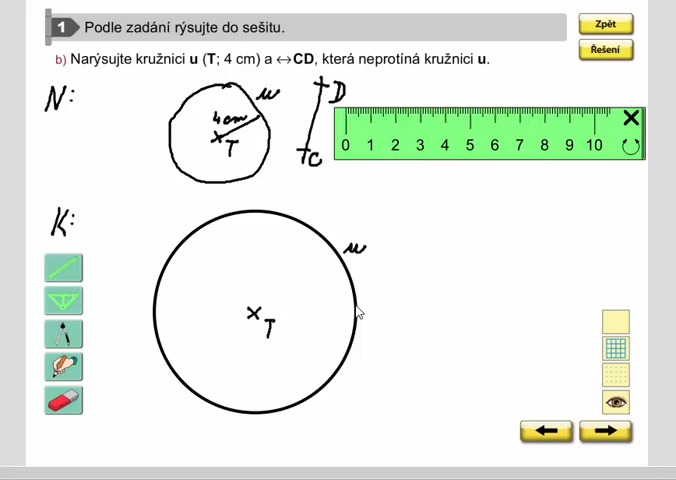 1 Podle zadání rýsujte do sešitu.
Zpět
Řešení
b) Narýsujte kružnici u (T; 4 cm) a ↔CD, která neprotíná kružnici u.
N:
u
4cm
T
D
C
0 1 2 3 4 5 6 7 8 9 10
K:
u
T